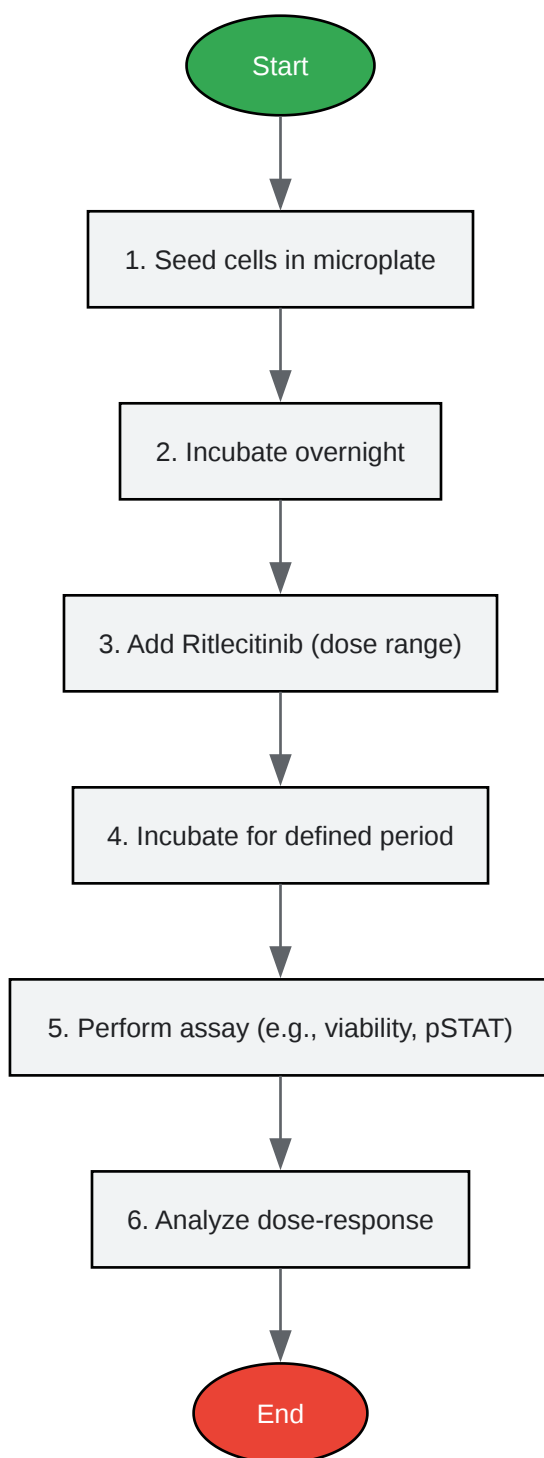 Start
1. Seed cells in microplate
2. Incubate overnight
3. Add Ritlecitinib (dose range)
4. Incubate for defined period
5. Perform assay (e.g., viability, pSTAT)
6. Analyze dose-response
End